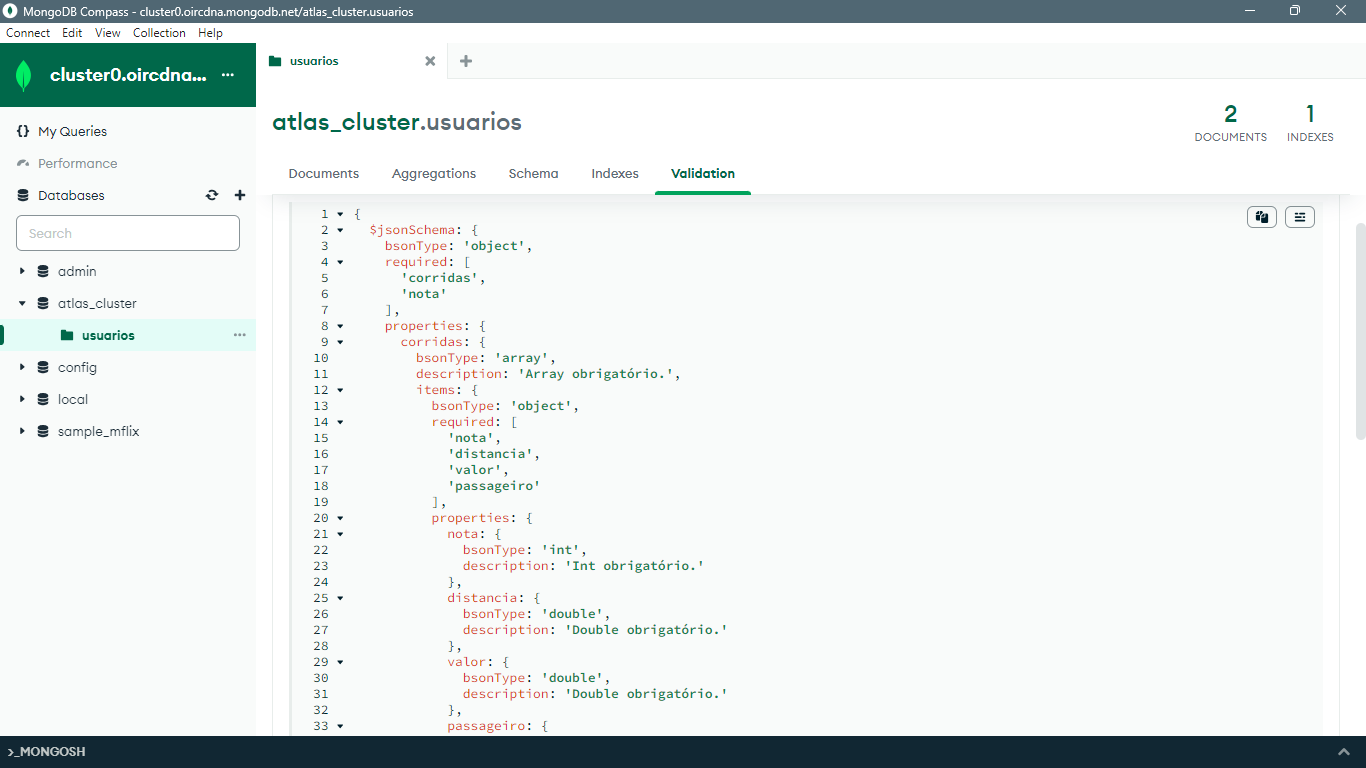 MongoDB Compass - cluster0.oircdna.mongodb.net/atlas_cluster.usuarios
Connect Edit View Collection Help
cluster0.oircdna... ...
usuarios
{} My Queries
Performance
Databases
Search
admin
atlas_cluster
usuarios ...
config
local
sample_mflix
atlas_cluster.usuarios
2
DOCUMENTS
1
INDEXES
Documents Aggregations Schema Indexes Validation
1 {
2 $jsonSchema: {
3 bsonType: 'object',
4 required: [
5 'corridas',
6 'nota'
7 ],
8 properties: {
9 corridas: {
10 bsonType: 'array',
11 description: 'Array obrigatório.',
12 items: {
13 bsonType: 'object',
14 required: [
15 'nota',
16 'distancia',
17 'valor',
18 'passageiro'
19 ],
20 properties: {
21 nota: {
22 bsonType: 'int',
23 description: 'Int obrigatório.'
24 },
25 distancia: {
26 bsonType: 'double',
27 description: 'Double obrigatório.'
28 },
29 valor: {
30 bsonType: 'double',
31 description: 'Double obrigatório.'
32 },
33 passageiro: {
>_MONGOSH